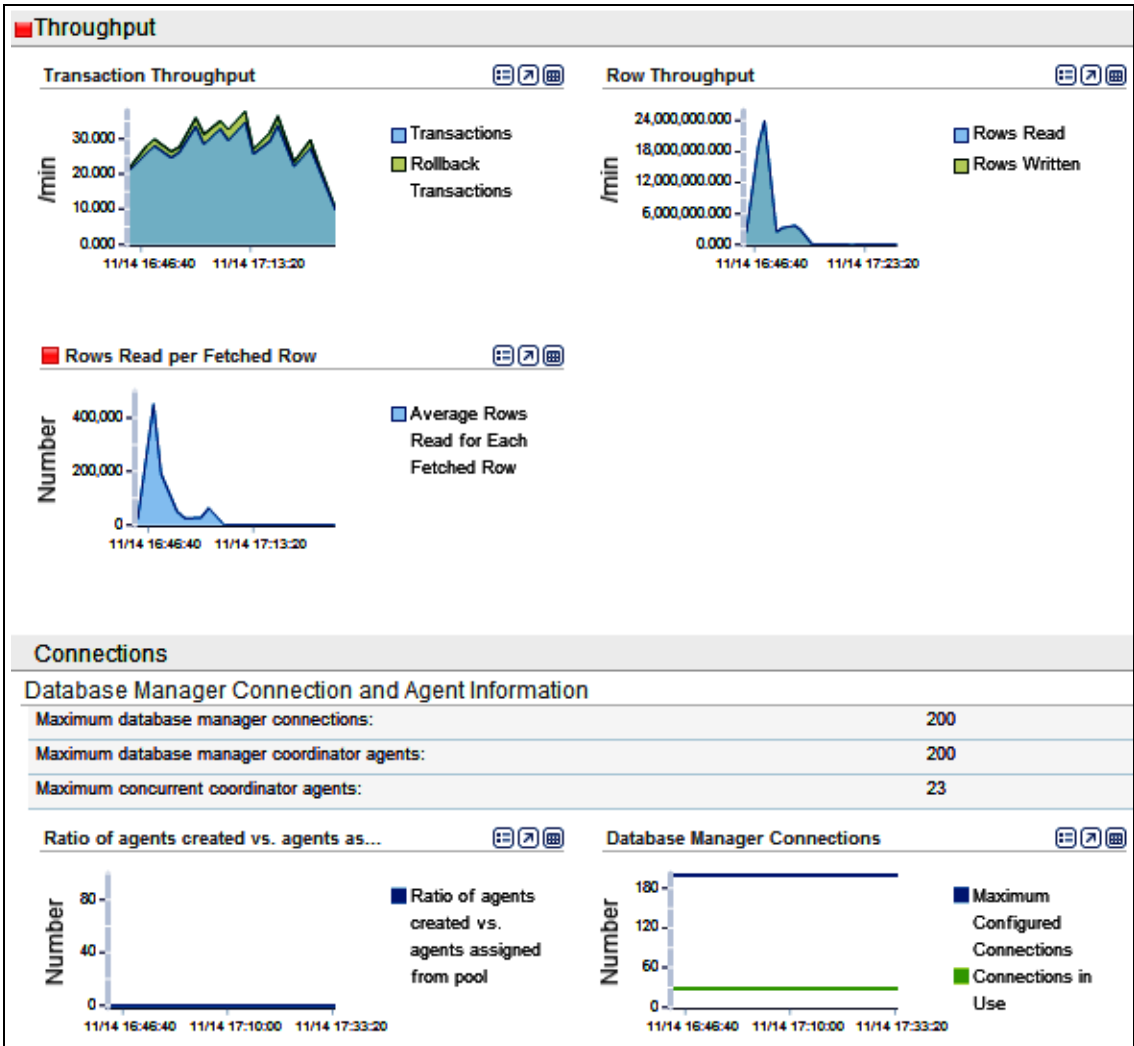 Throughput
Transaction Throughput
30.000
20.000
10.000
0.000
/min
11/14 16:46:40 11/14 17:13:20
Transactions
Rollback
Transactions
Row Throughput
24,000,000.000
18,000,000.000
12,000,000.000
6,000,000.000
0.000
/min
11/14 16:46:40 11/14 17:23:20
Rows Read
Rows Written
Rows Read per Fetched Row
400,000
200,000
0
Number
11/14 16:46:40 11/14 17:13:20
Average Rows
Read for Each
Fetched Row
Connections
Database Manager Connection and Agent Information
Maximum database manager connections: 200
Maximum database manager coordinator agents: 200
Maximum concurrent coordinator agents: 23
Ratio of agents created vs. agents as...
80
40
0
Number
11/14 16:46:40 11/14 17:10:00 11/14 17:33:20
Ratio of agents
created vs.
agents assigned
from pool
Database Manager Connections
180
120
60
0
Number
11/14 16:46:40 11/14 17:10:00 11/14 17:33:20
Maximum
Configured
Connections
Connections in
Use